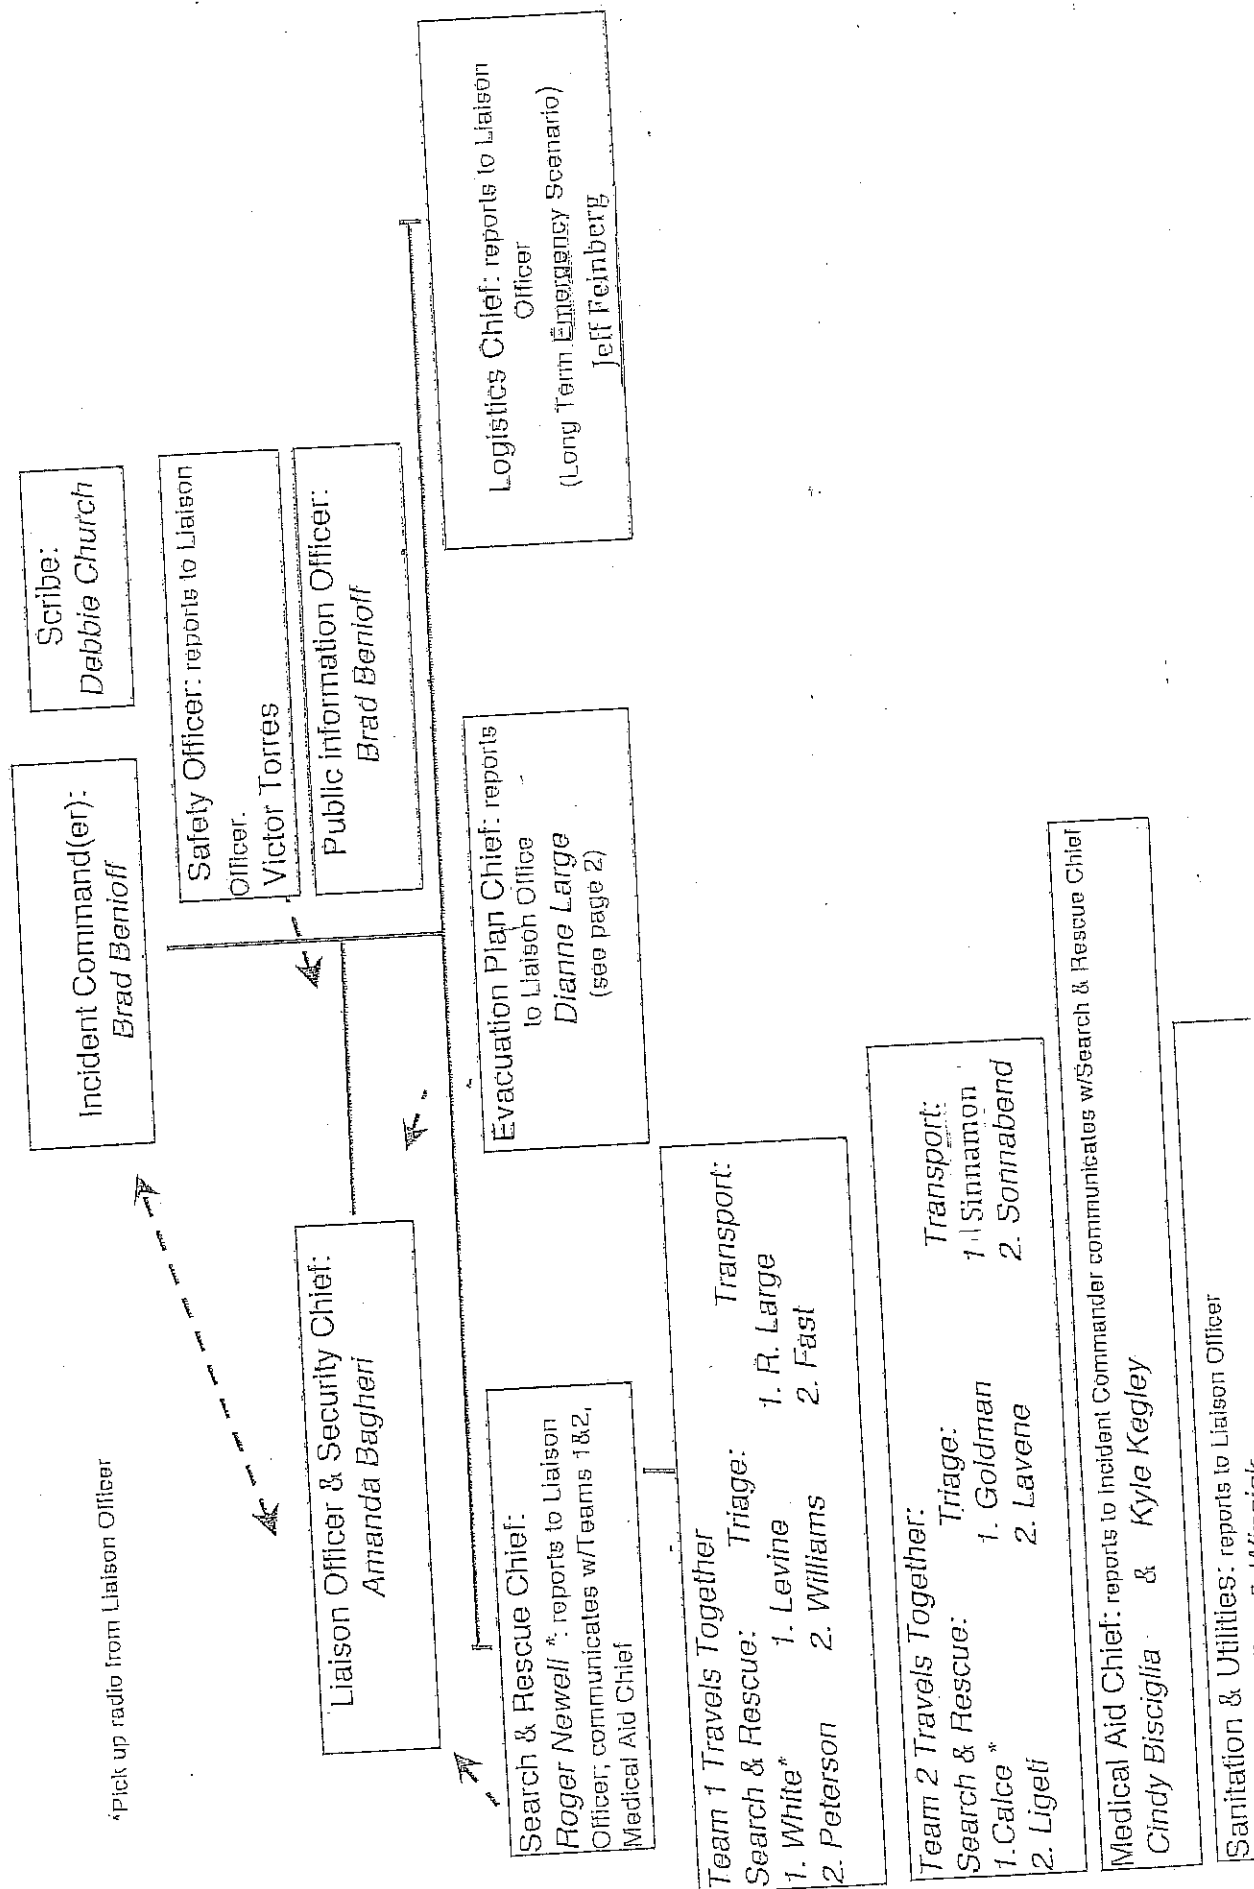 *Pick up radio from Liaison Officer
Incident Command(er):
Brad Benioff
Scribe:
Debbie Church
Safety Officer: reports to Liaison
Officer.
Victor Torres
Public information Officer:
Brad Benioff
Liaison Officer & Security Chief:
Amanda Bagheri
Search & Rescue Chief:
Roger Newell *: reports to Liaison
Officer; communicates w/Teams 1&2,
Medical Aid Chief
Evacuation Plan Chief: reports
to Liaison Office
Dianne Large
(see page 2)
Logistics Chief: reports to Liaison
Officer
(Long Term Emergency Scenario)
Jeff Feinberg
Team 1 Travels Together
Search & Rescue: Triage: Transport:
1. White* 1. Levine 1. R. Large
2. Peterson 2. Williams 2. Fast
Team 2 Travels Together:
Search & Rescue: Triage: Transport:
1.Calce * 1. Goldman 1 Sinnamon
2. Ligeti 2. Lavene 2. Sonnabend
Medical Aid Chief: reports to Incident Commander communicates w/Search & Rescue Chief
Cindy Bisciglia & Kyle Kegley
Sanitation & Utilities: reports to Liaison Officer